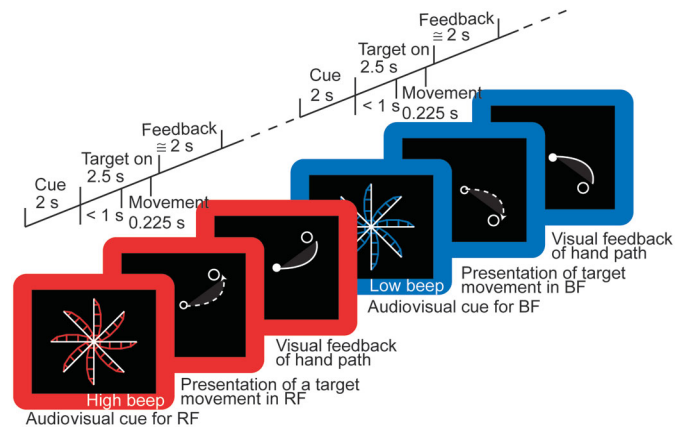 Feedback
≅ 2 s
Target on
2.5 s
Cue
2 s
< 1 s
Movement
0.225 s
Feedback
≅ 2 s
Target on
2.5 s
Cue
2 s
< 1 s
Movement
0.225 s
Visual feedback
of hand path
Low beep
Presentation of target
movement in BF
Audiovisual cue for BF
Visual feedback
of hand path
Presentation of a target
movement in RF
High beep
Audiovisual cue for RF